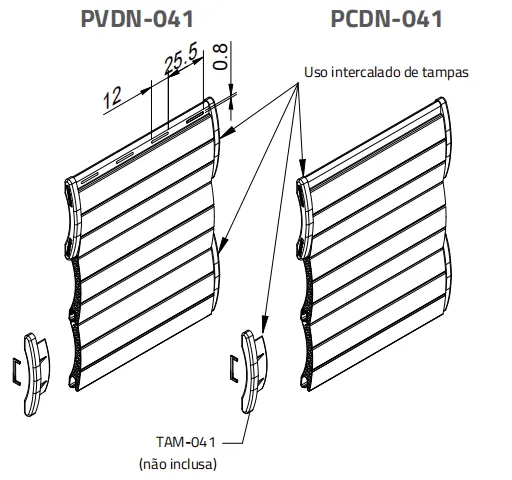 PVDN-041
PCDN-041
12
25.5
0.8
Uso intercalado de tampas
TAM-041
(não inclusa)